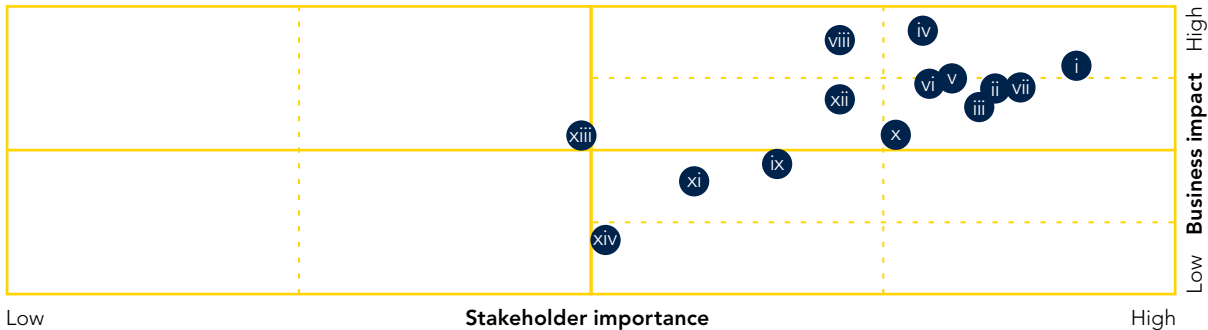 iv
viii
High
i
v
vi
ii
vii
xii
iii
x
xiii
ix
xi
xiv
Business impact
Low
Low
Stakeholder importance
High